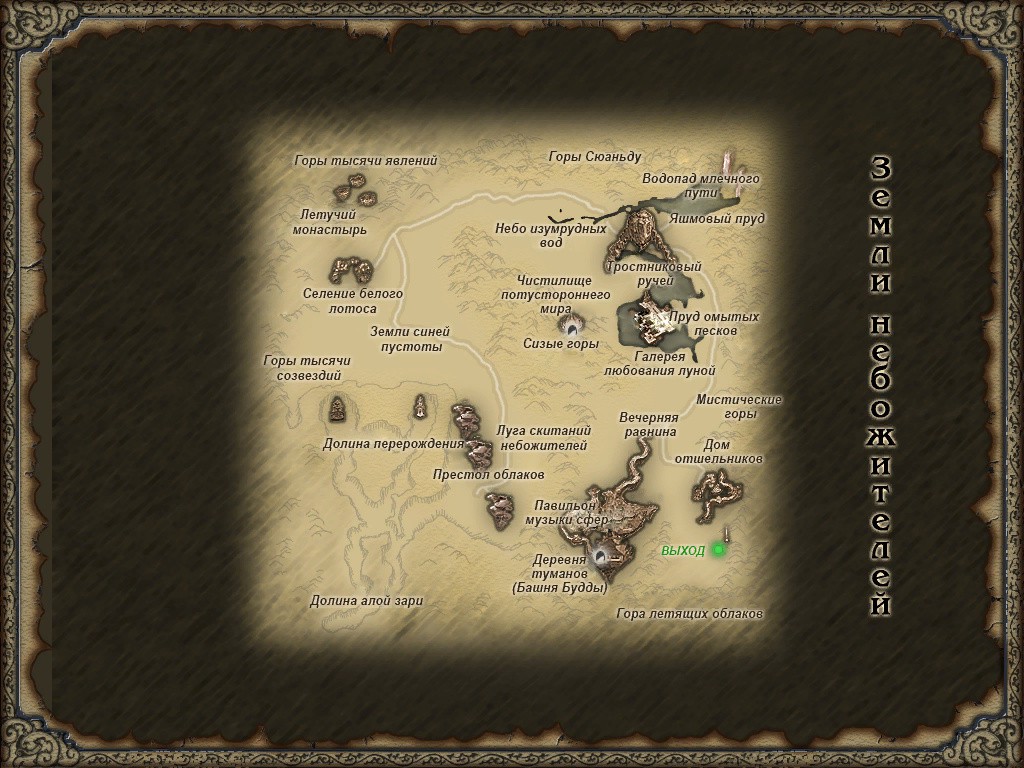 Горы тысячи явлений
Горы Сюаньду
Водопад млечного
пути
Летучий
монастырь
Яшмовый пруд
Небо изумрудных
вод
Тростниковый
ручей
Чистилище
потустороннего
мира
Селение белого
лотоса
Пруд омытых
песков
Земли синей
пустоты
Сизые горы
Галерея
любования луной
Горы тысячи
созвездий
Мистические
горы
Вечерняя
равнина
Луга скитаний
небожителей
Долина перерождения
Дом
отшельников
Престол облаков
Павильон
музыки сфер
ВЫХОД
Деревня
туманов
(Башня Будды)
Долина алой зари
Гора летящих облаков
Земли небожителей